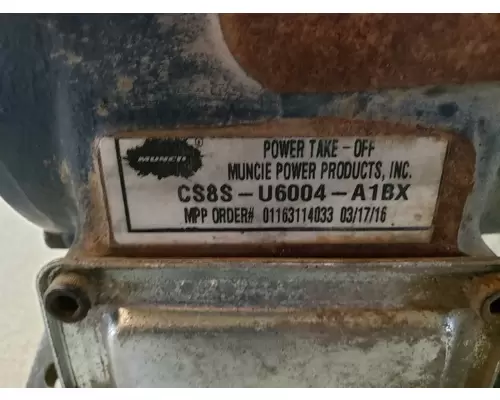 MUNCIE
®
POWER TAKE-OFF
MUNCIE POWER PRODUCTS, INC.
CS8S-U6004-A1BX
MPP ORDER# 01163114033 03/17/16